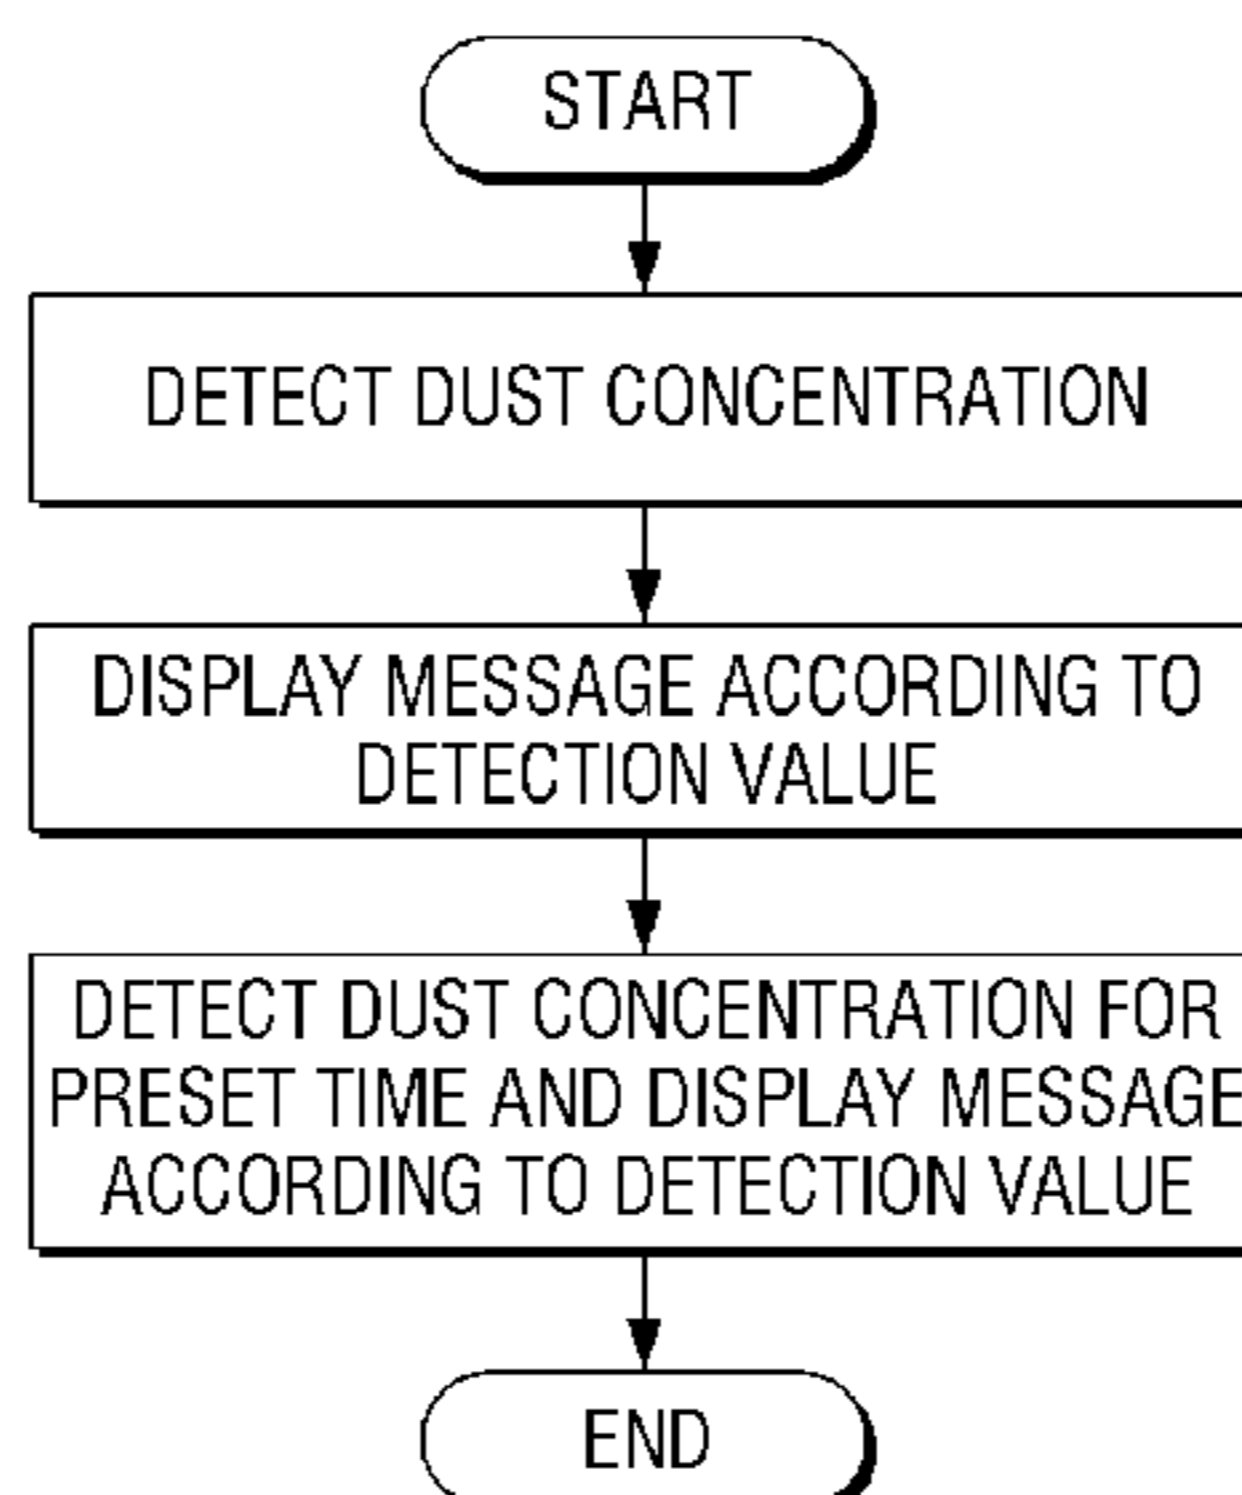 START
DETECT DUST CONCENTRATION
DISPLAY MESSAGE ACCORDING TO
DETECTION VALUE
DETECT DUST CONCENTRATION FOR
PRESET TIME AND DISPLAY MESSAGE
ACCORDING TO DETECTION VALUE
END